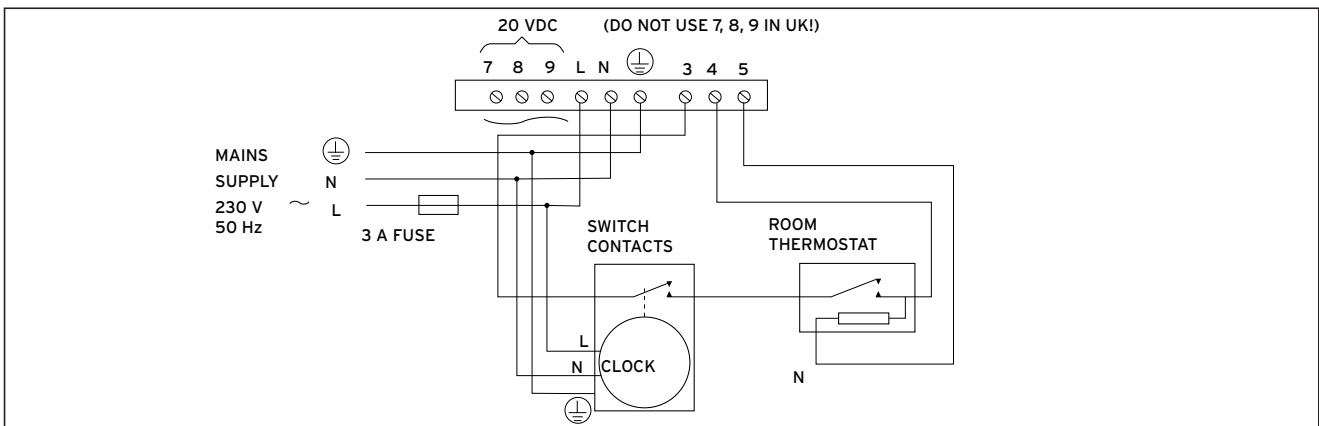 20 VDC (DO NOT USE 7, 8, 9 IN UK!)
7 8 9 L N 3 4 5
MAINS
SUPPLY N
230 V ~ L
50 Hz
3 A FUSE
SWITCH
CONTACTS
ROOM
THERMOSTAT
L
N CLOCK
N